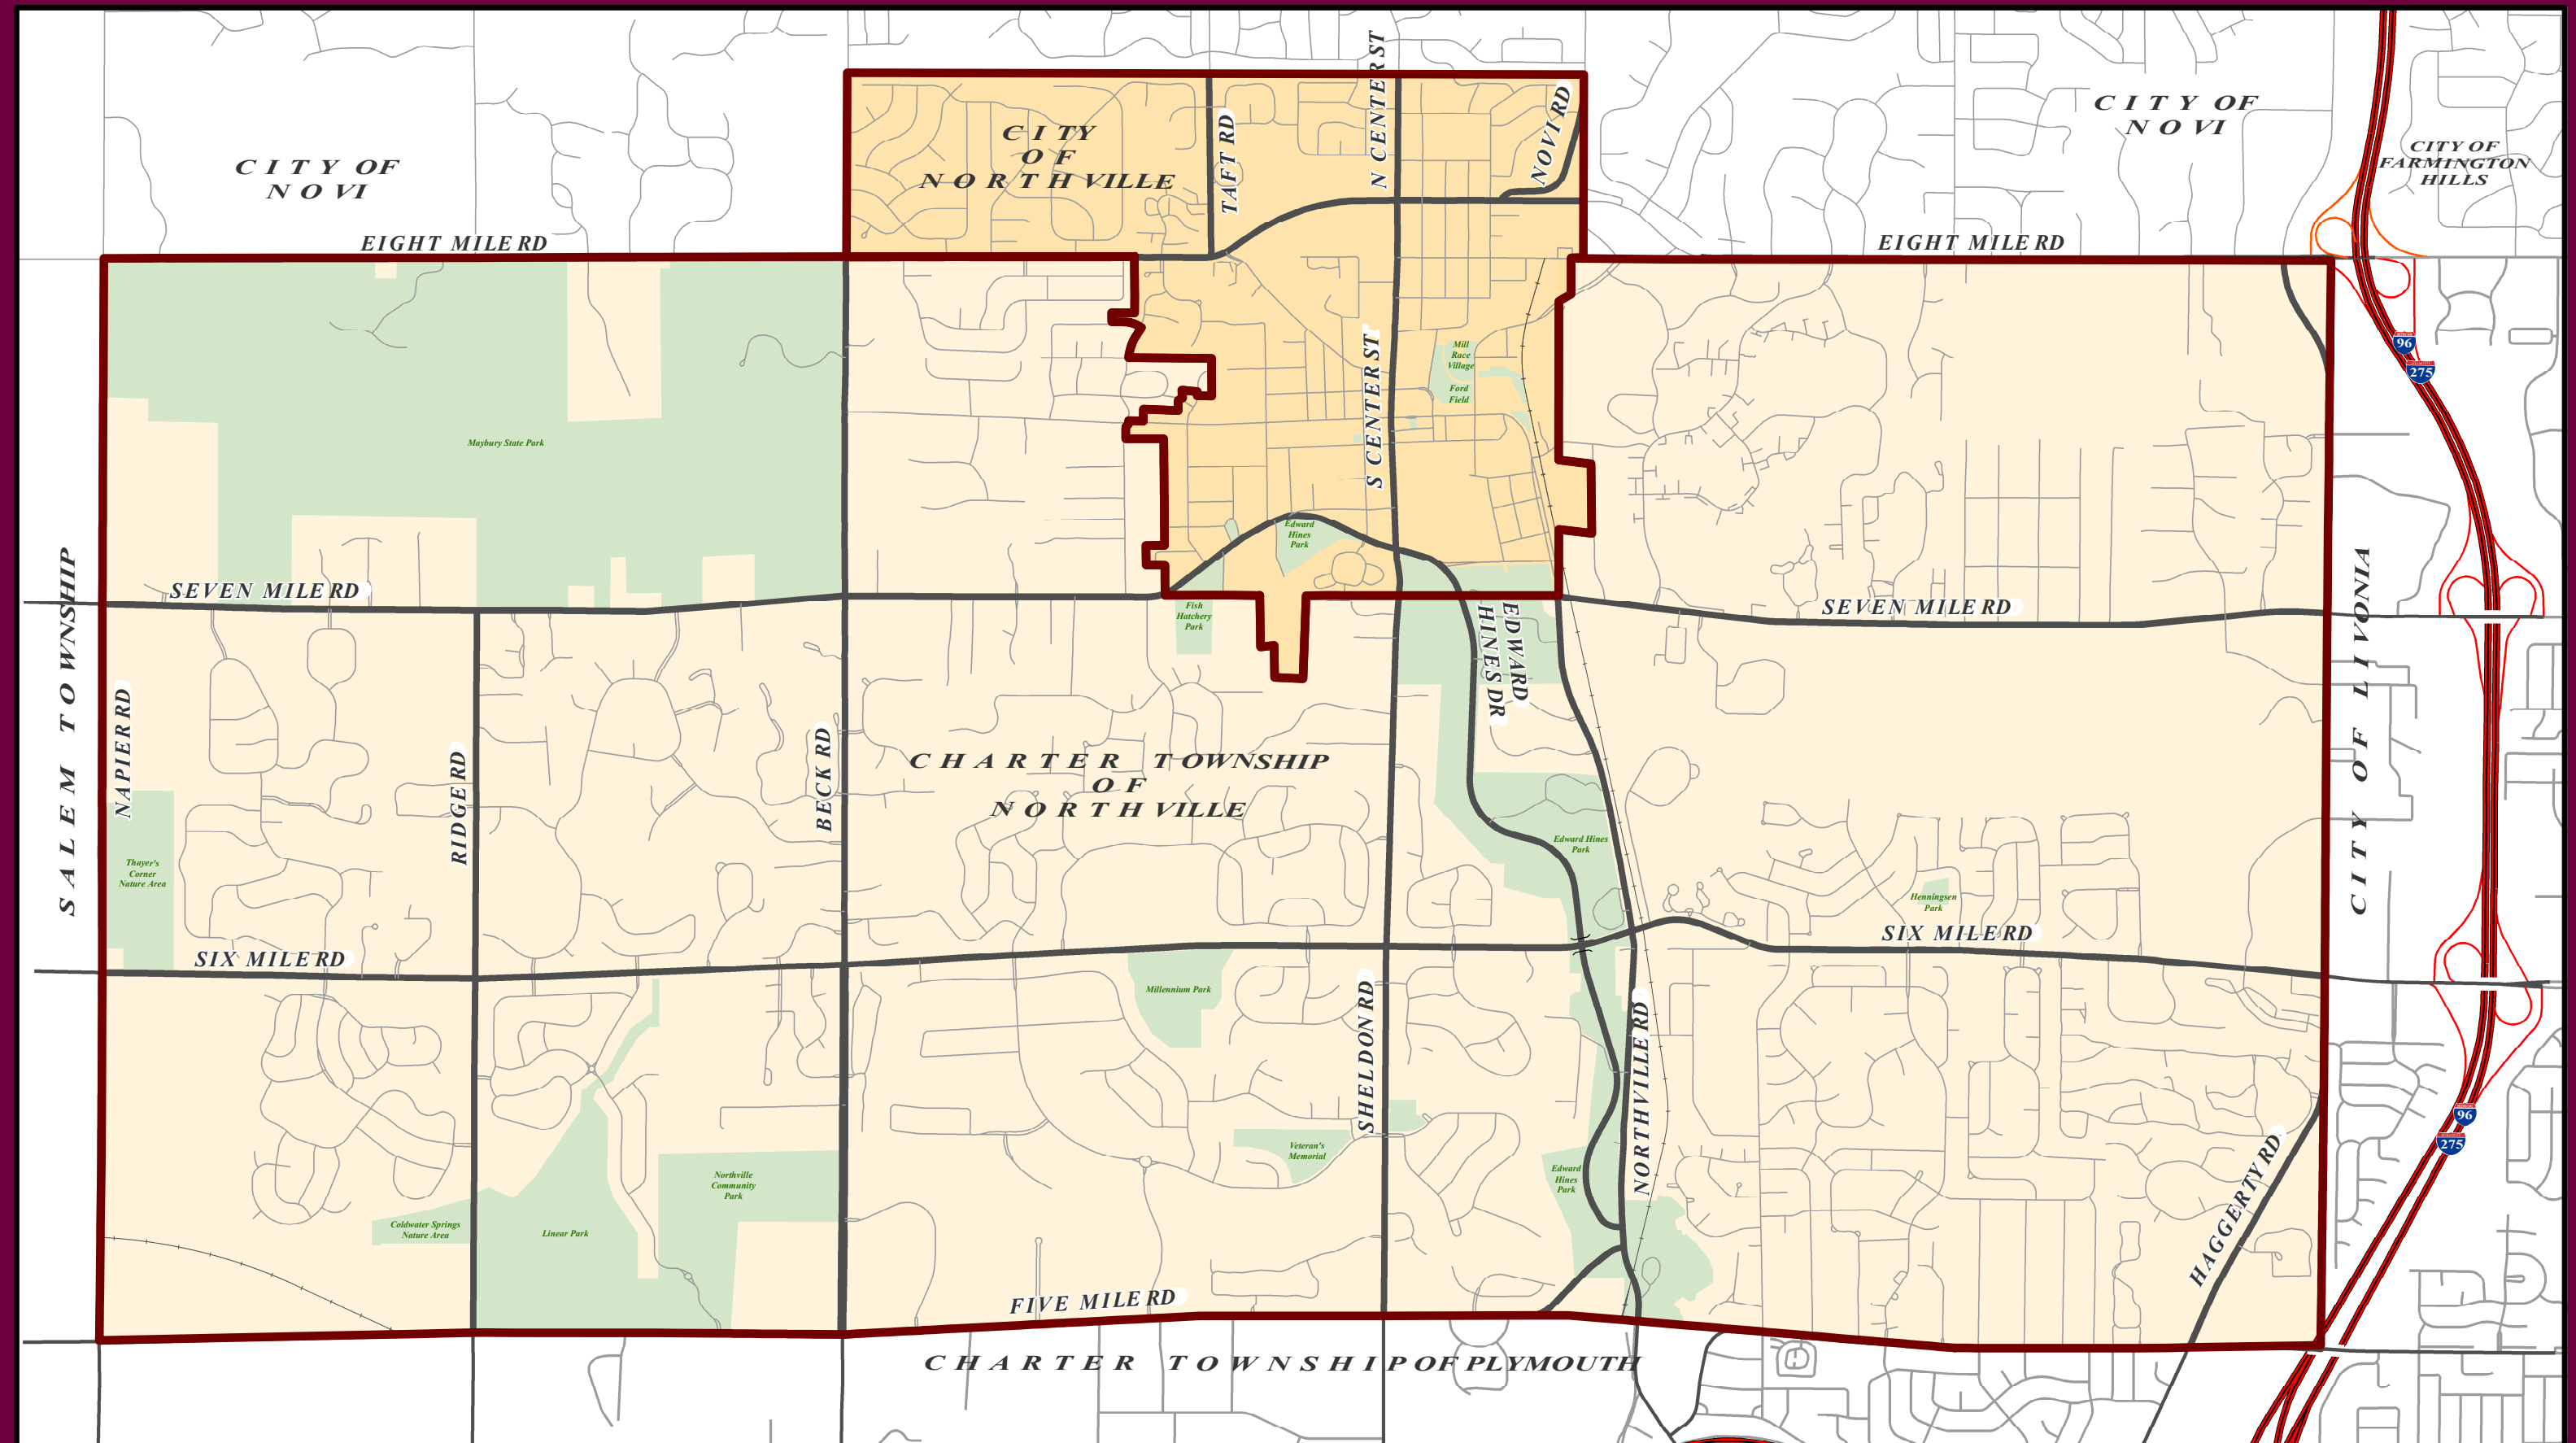 CITY OF
NOVI
CITY
OF
NORTHVILLE
TAFT RD
N CENTER ST
NOVI RD
CITY OF
NOVI
CITY OF
FARMINGTON
HILLS
EIGHT MILE RD
EIGHT MILE RD
96
275
Mill
Race
Village
Ford
Field
S CENTER ST
Maybury State Park
Edward
Hines
Park
SEVEN MILE RD
SEVEN MILE RD
Fish
Hatchery
Park
EDWARD
HINES DR
SALEM TOWNSHIP
CITY OF LIVONIA
NAPIER RD
RIDGE RD
BECK RD
CHARTER TOWNSHIP
OF
NORTHVILLE
Edward Hines
Park
Thayer's
Corner
Nature Area
Henningsen
Park
SIX MILE RD
SIX MILE RD
Millennium Park
SHELDON RD
NORTHVILLE RD
96
275
Veteran's
Memorial
Edward
Hines
Park
Northville
Community
Park
Coldwater Springs
Nature Area
Linear Park
HAGGERTY RD
FIVE MILE RD
CHARTER TOWNSHIP OF PLYMOUTH